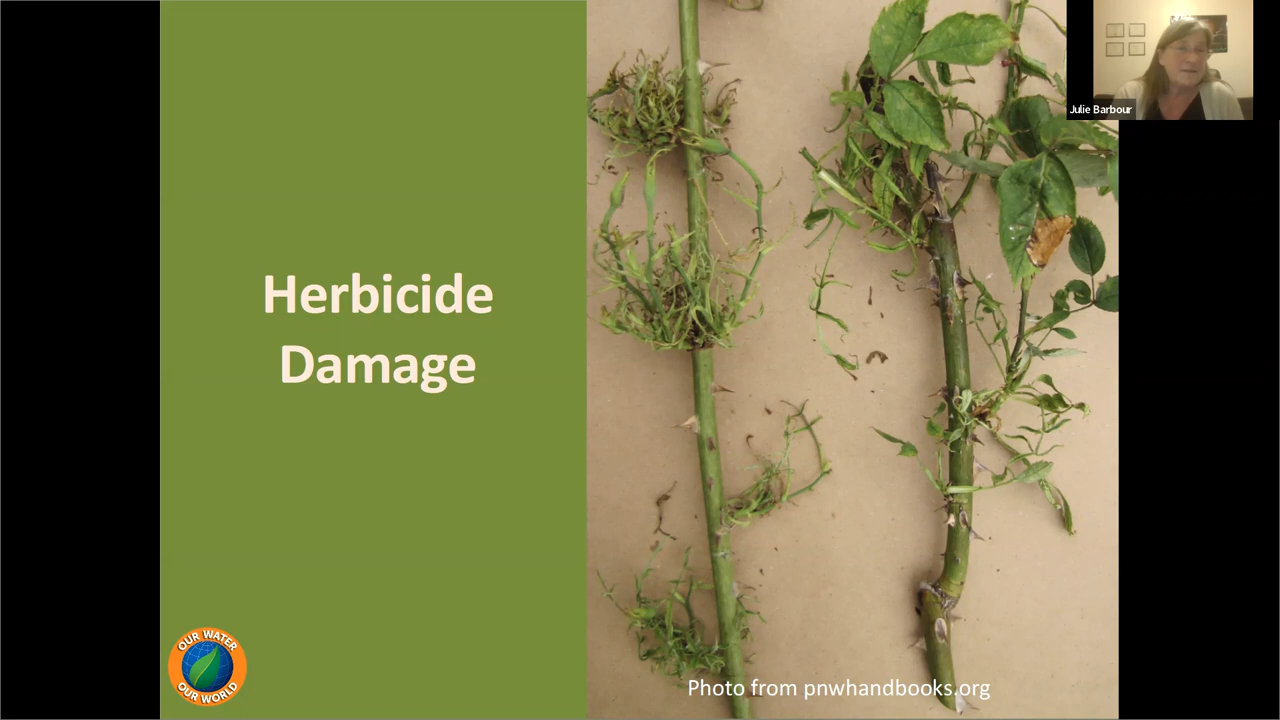 Herbicide
Damage
Julie Barbour
OUR WATER
OUR WORLD
Photo from pnwhandbooks.org